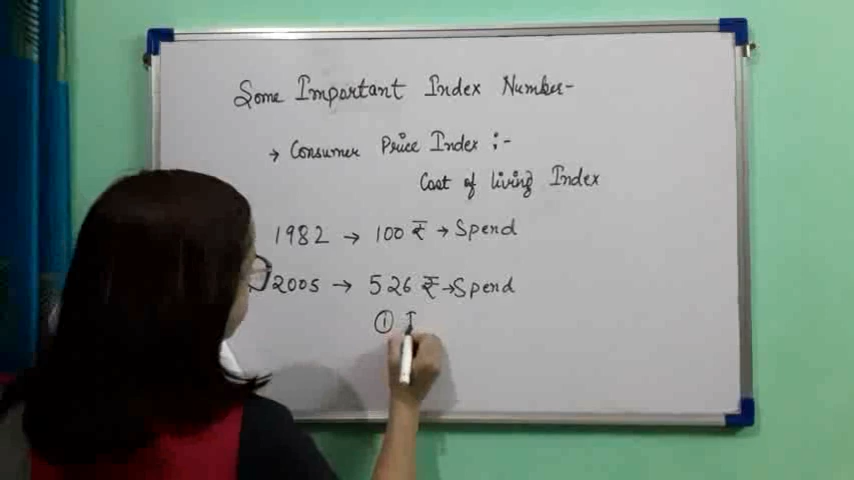 Some Important Index Number-
→ Consumer Price Index :-
Cost of living Index
1982 → 100 ₹ → Spend
2005 → 526 ₹ → Spend
① I